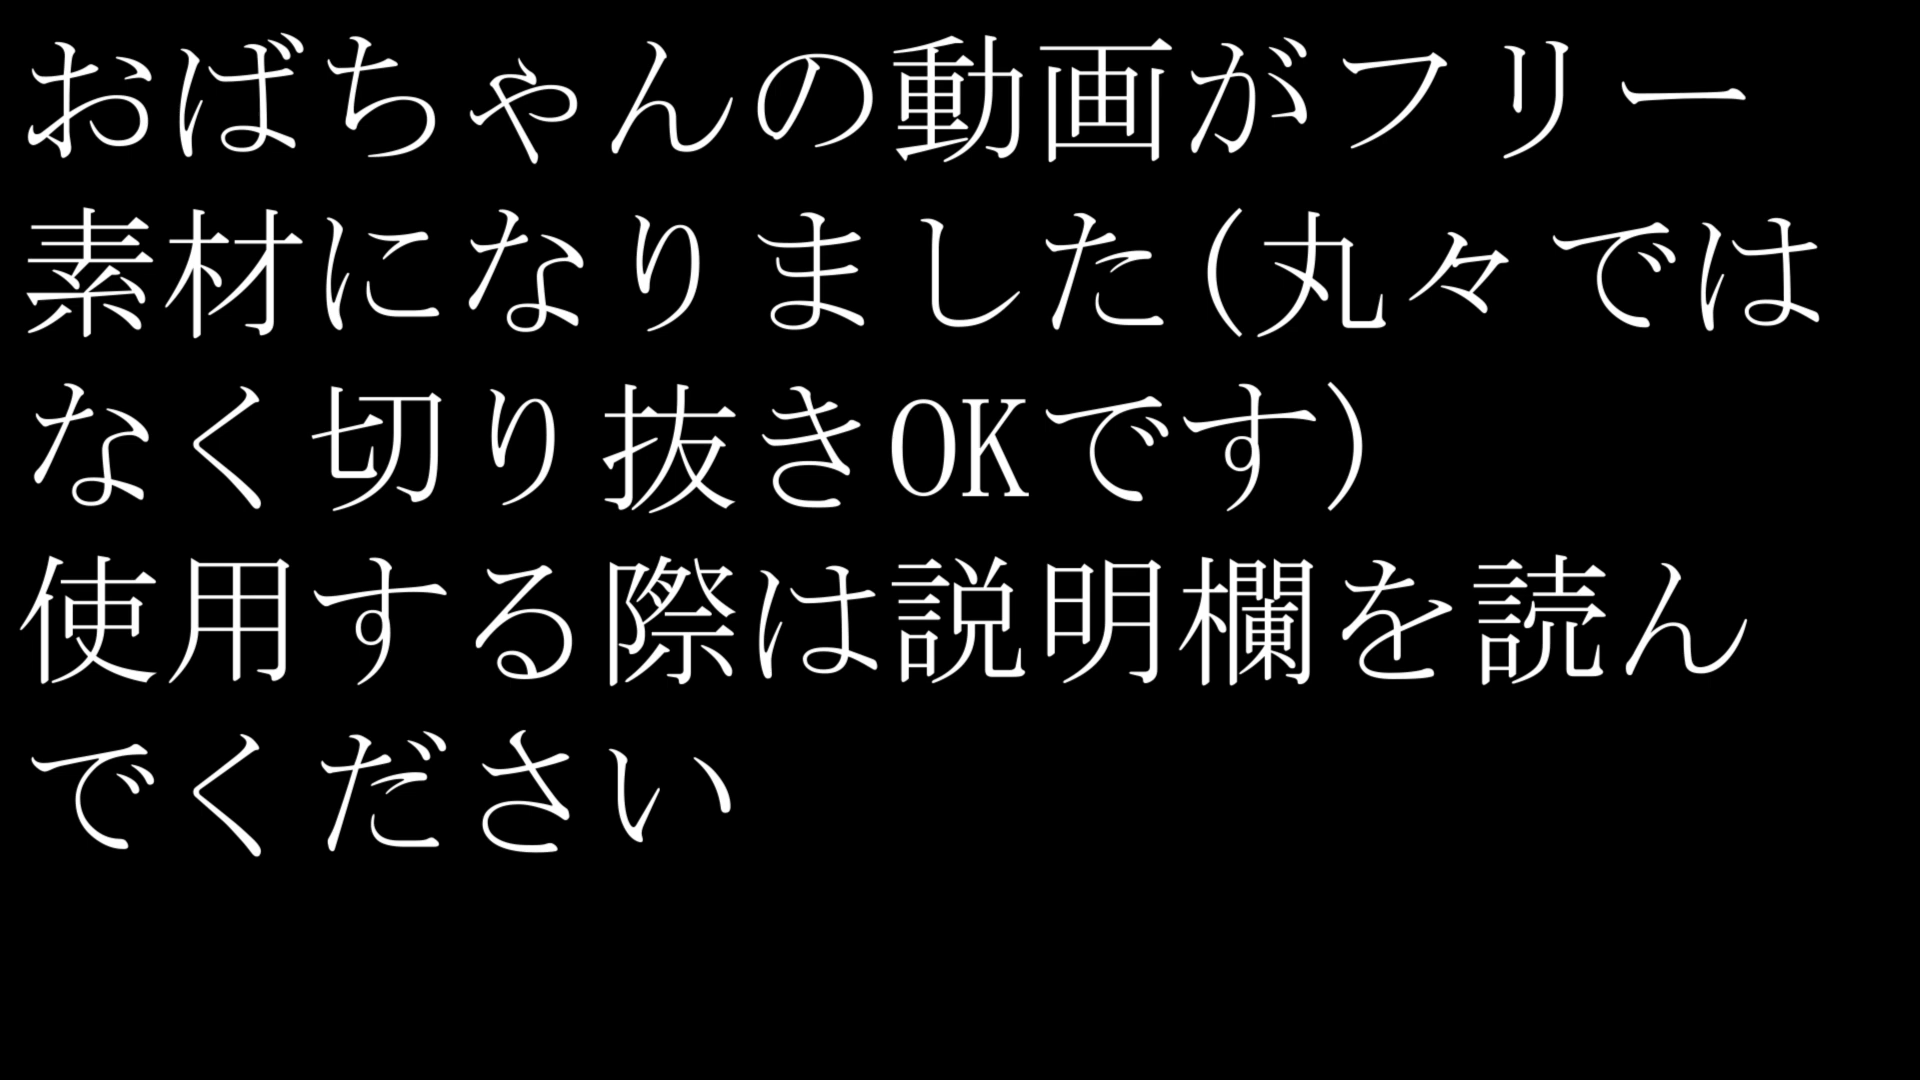 おばちゃんの動画がフリー
素材になりました(丸々では
なく切り抜きOKです)
使用する際は説明欄を読ん
でください